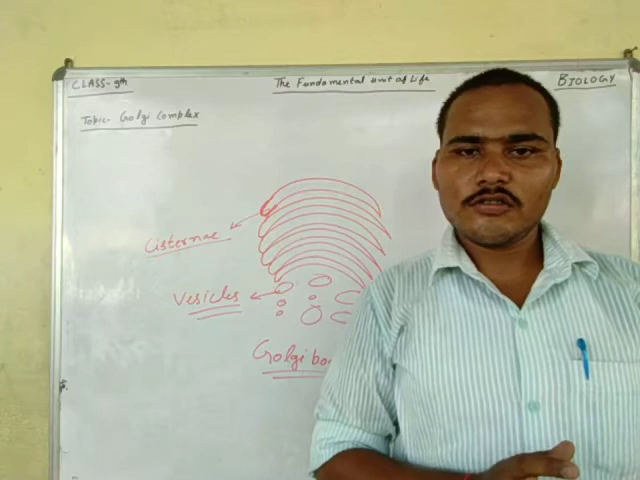 CLASS- 9th
The Fundamental unit of Life
BIOLOGY
Topic- Golgi Complex
Cisternae
Vesicles
Golgi bo